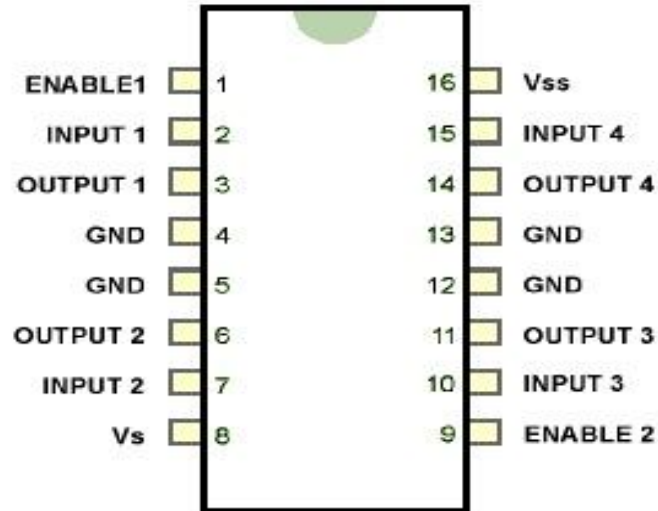 ENABLE1 1 16 Vss
INPUT 1 2 15 INPUT 4
OUTPUT 1 3 14 OUTPUT 4
GND 4 13 GND
GND 5 12 GND
OUTPUT 2 6 11 OUTPUT 3
INPUT 2 7 10 INPUT 3
Vs 8 9 ENABLE 2